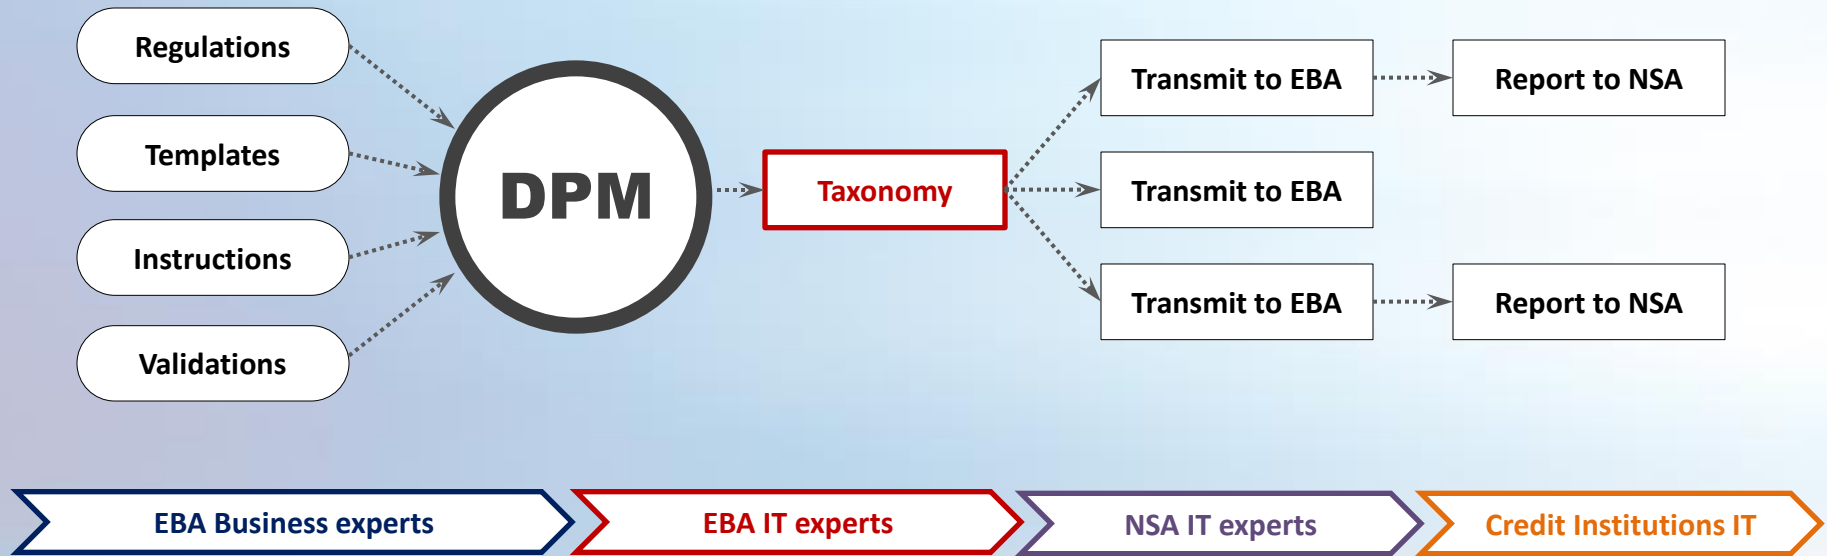 Regulations
Templates
Instructions
Validations
DPM
Taxonomy
Transmit to EBA
Report to NSA
Transmit to EBA
Transmit to EBA
Report to NSA
EBA Business experts
EBA IT experts
NSA IT experts
Credit Institutions IT